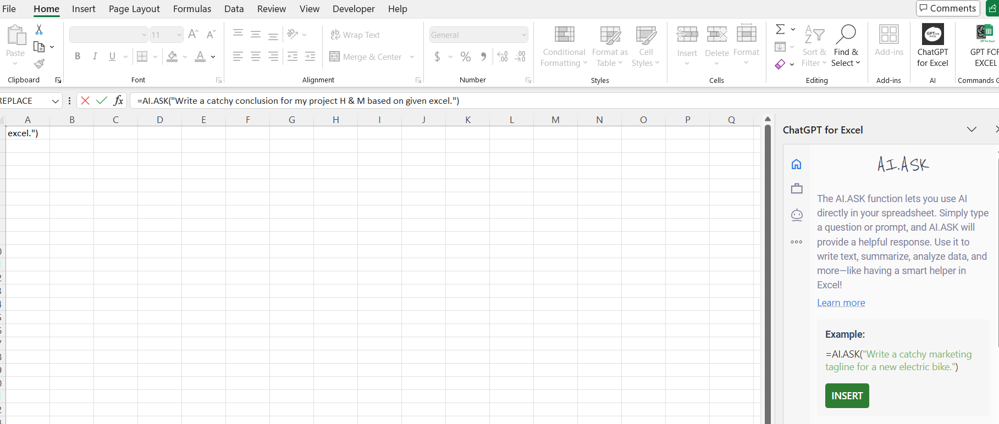 File Home Insert Page Layout Formulas Data Review View Developer Help Comments
Paste
11
General
Wrap Text
Merge & Center
Conditional Formatting
Format as Table
Cell Styles
Insert
Delete
Format
Sort & Filter
Find & Select
Add-ins
ChatGPT for Excel
GPT FOR EXCEL
Clipboard Font Alignment Number Styles Cells Editing Add-ins AI Commands G
REPLACE
fx
=AI.ASK("Write a catchy conclusion for my project H & M based on given excel.")
A B C D E F G H I J K L M N O P Q
excel.")
ChatGPT for Excel
AI.ASK
The AI.ASK function lets you use AI
directly in your spreadsheet. Simply type
a question or prompt, and AI.ASK will
provide a helpful response. Use it to
write text, summarize, analyze data, and
more—like having a smart helper in
Excel!
Learn more
Example:
=AI.ASK("Write a catchy marketing
tagline for a new electric bike.")
INSERT